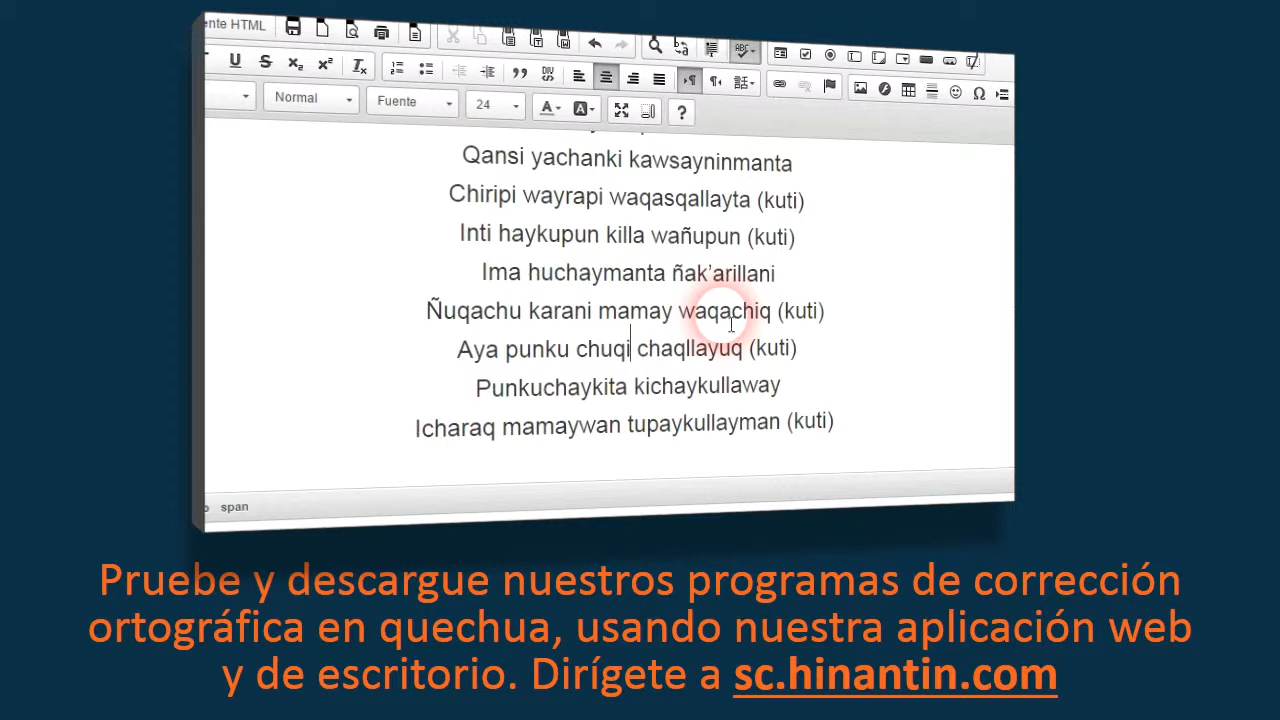 ente HTML
Normal Fuente 24
Qansi yachanki kawsayninmanta
Chiripi wayrapi waqasqallayta (kuti)
Inti haykupun killa wañupun (kuti)
Ima huchaymanta ñak’arillani
Ñuqachu karani mamay waqachiq (kuti)
Aya punku chuqi chaqllayuq (kuti)
Punkuchaykita kichaykullaway
Icharaq mamaywan tupaykullayman (kuti)
span
Pruebe y descargue nuestros programas de corrección
ortográfica en quechua, usando nuestra aplicación web
y de escritorio. Dirígete a sc.hinantin.com